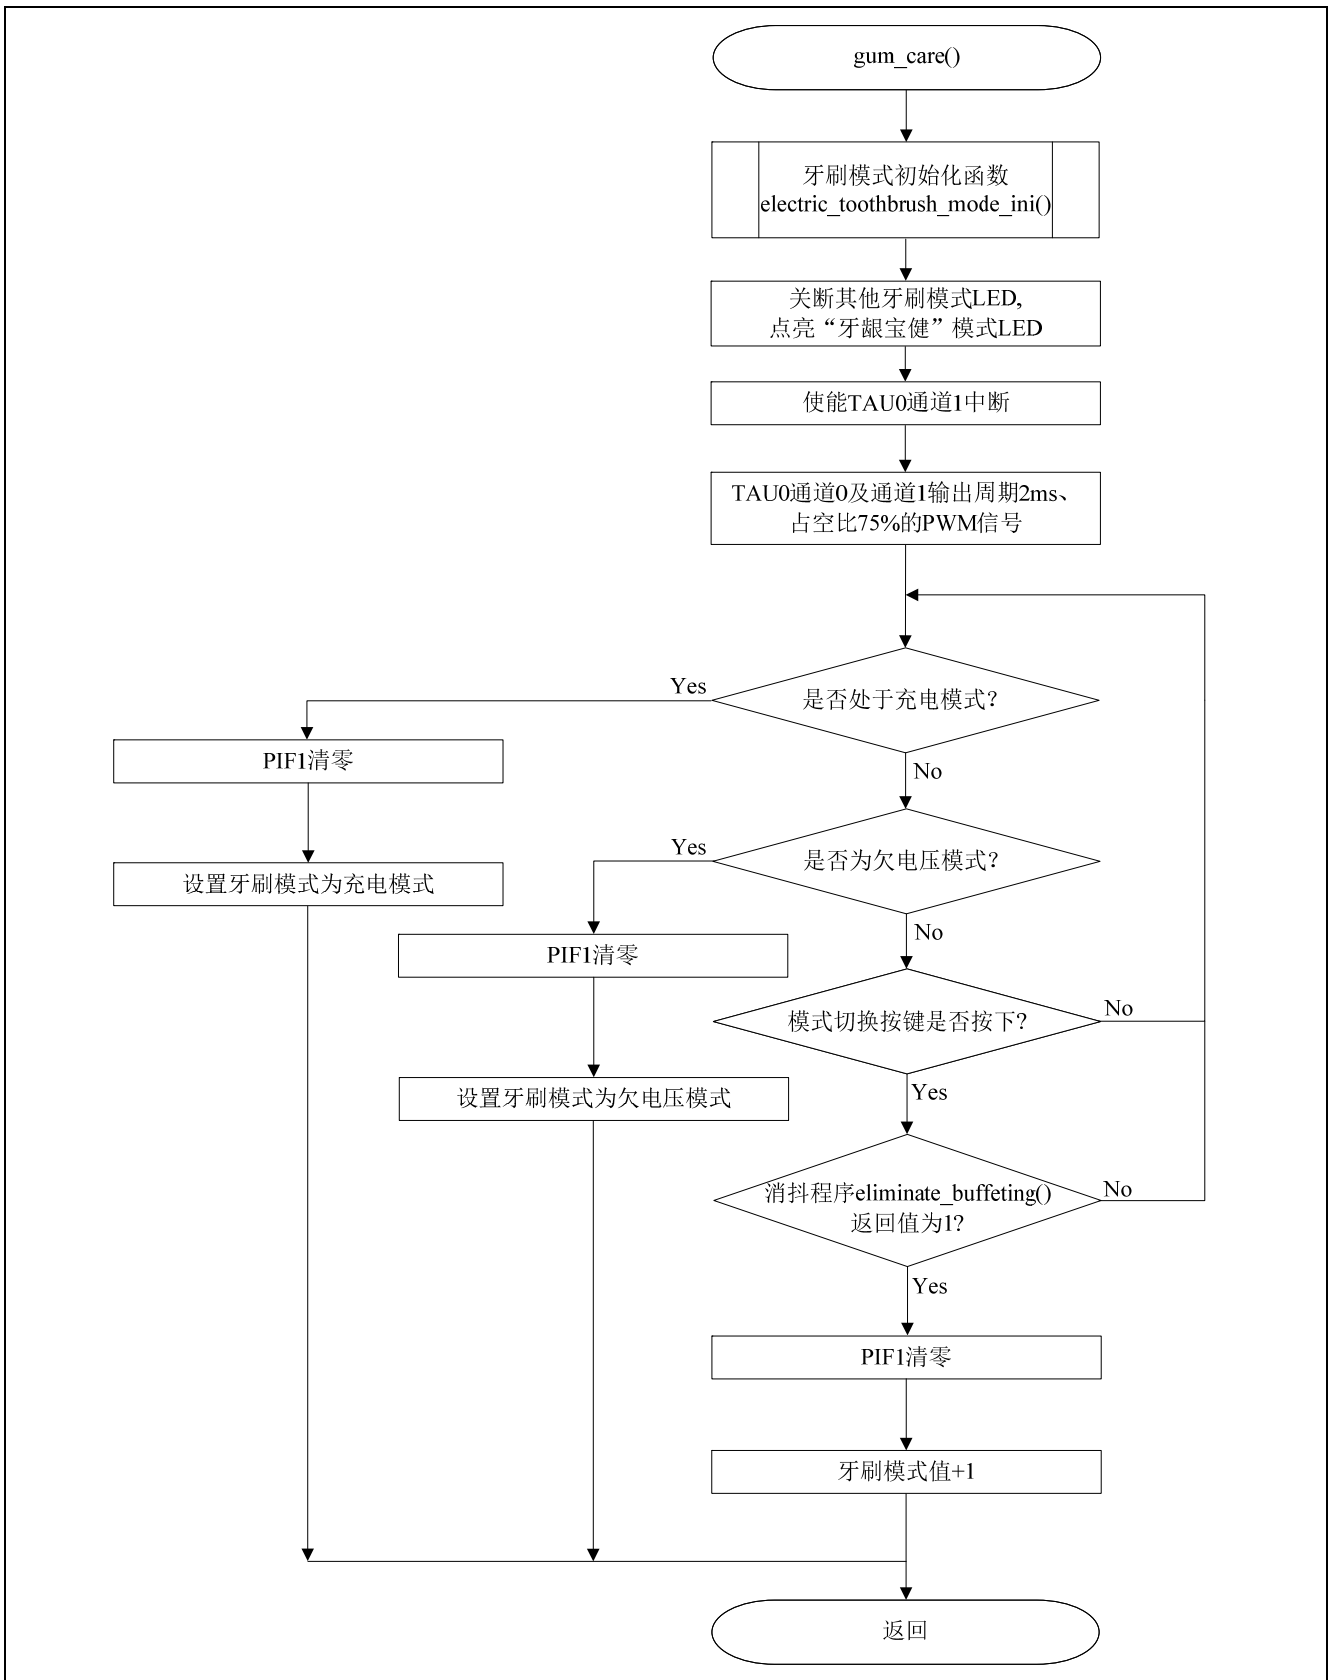 gum_care()
牙刷模式初始化函数
electric_toothbrush_mode_ini()
关断其他牙刷模式LED,
点亮“牙龈宝健”模式LED
使能TAU0通道1中断
TAU0通道0及通道1输出周期2ms、
占空比75%的PWM信号
Yes
是否处于充电模式?
PIF1清零
No
Yes
是否为欠电压模式?
设置牙刷模式为充电模式
No
PIF1清零
模式切换按键是否按下?
No
设置牙刷模式为欠电压模式
Yes
消抖程序eliminate_buffeting()
返回值为1?
No
Yes
PIF1清零
牙刷模式值+1
返回